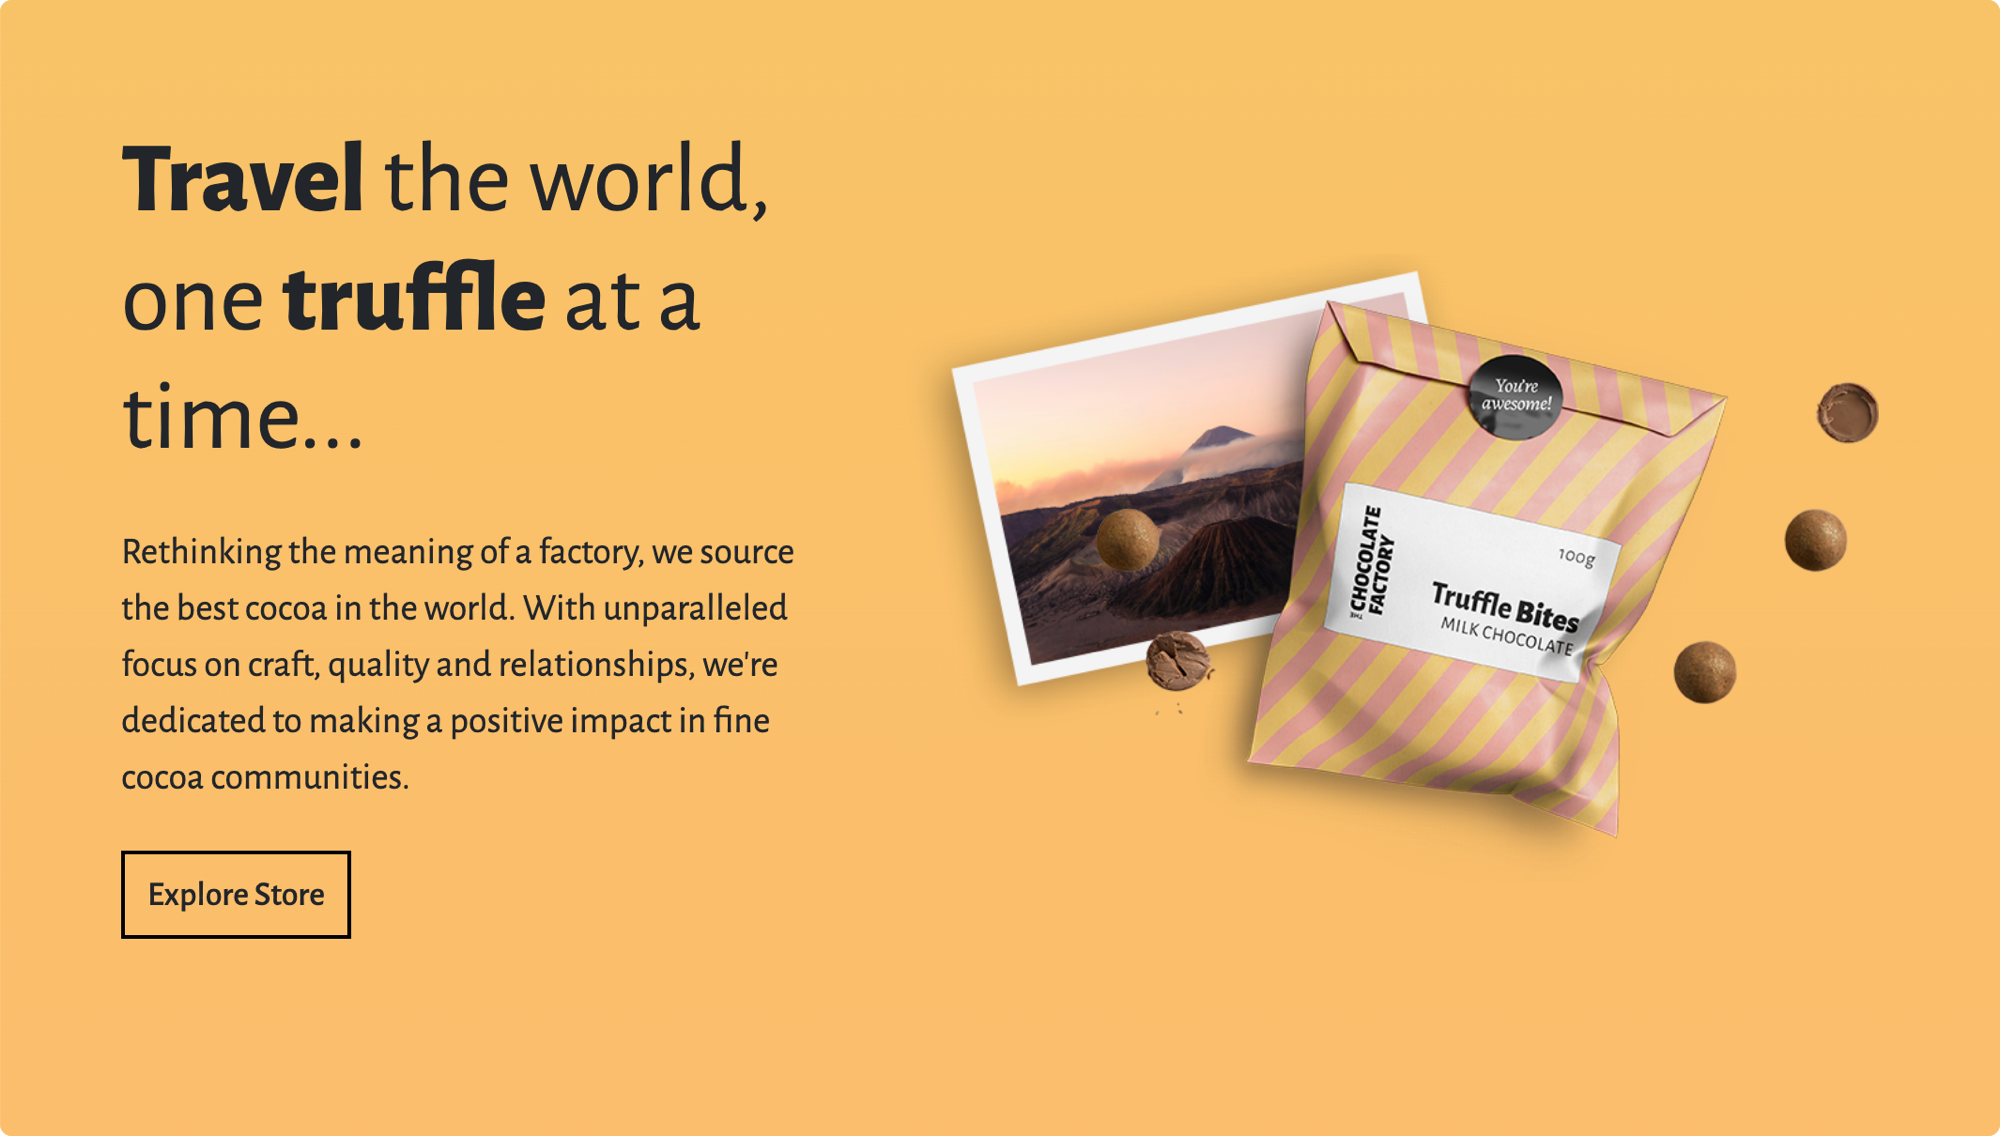 Travel the world,
one truffle at a
time...
Rethinking the meaning of a factory, we source
the best cocoa in the world. With unparalleled
focus on craft, quality and relationships, we're
dedicated to making a positive impact in fine
cocoa communities.
Explore Store
You're
awesome!
THE
CHOCOLATE
FACTORY
100g
Truffle Bites
MILK CHOCOLATE